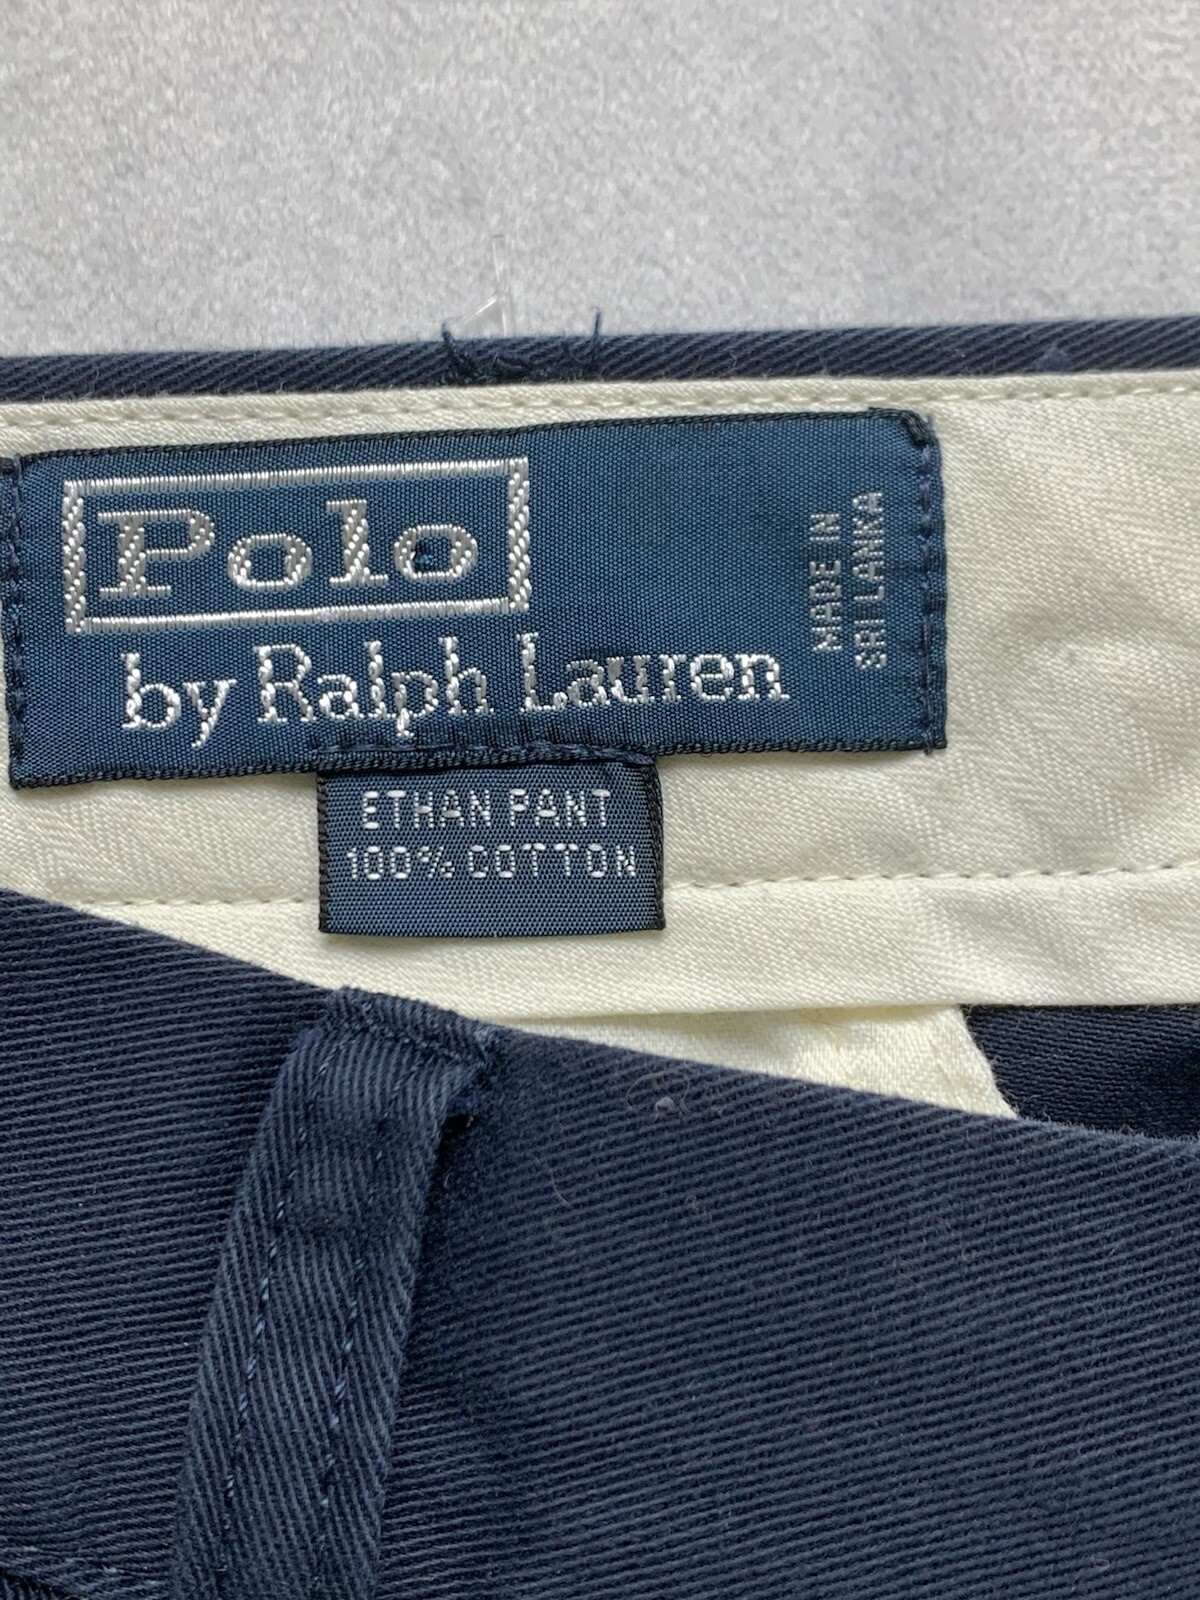 Polo
by Ralph Lauren
MADE IN
SRI LANKA
ETHAN PANT
100% COTTON